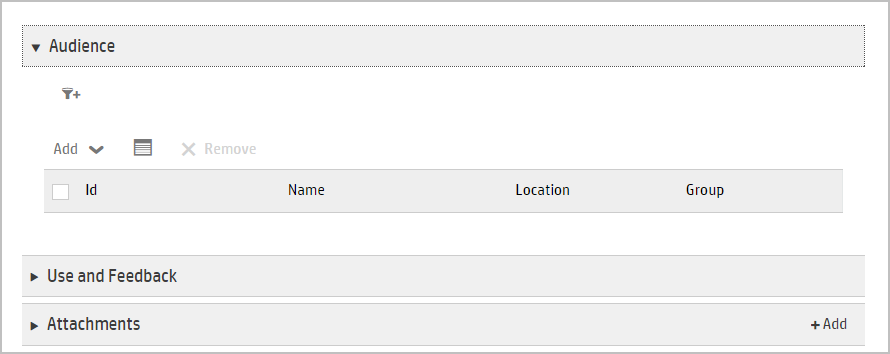 Audience
Add Remove
Id Name Location Group
Use and Feedback
Attachments +Add